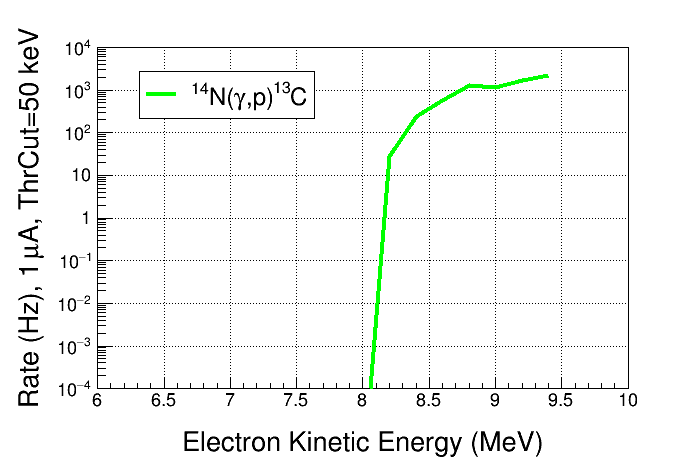 Rate (Hz), 1 μA, ThrCut=50 keV
10⁴
10³
10²
10
1
10⁻¹
10⁻²
10⁻³
10⁻⁴
¹⁴N(γ,p)¹³C
6 6.5 7 7.5 8 8.5 9 9.5 10
Electron Kinetic Energy (MeV)